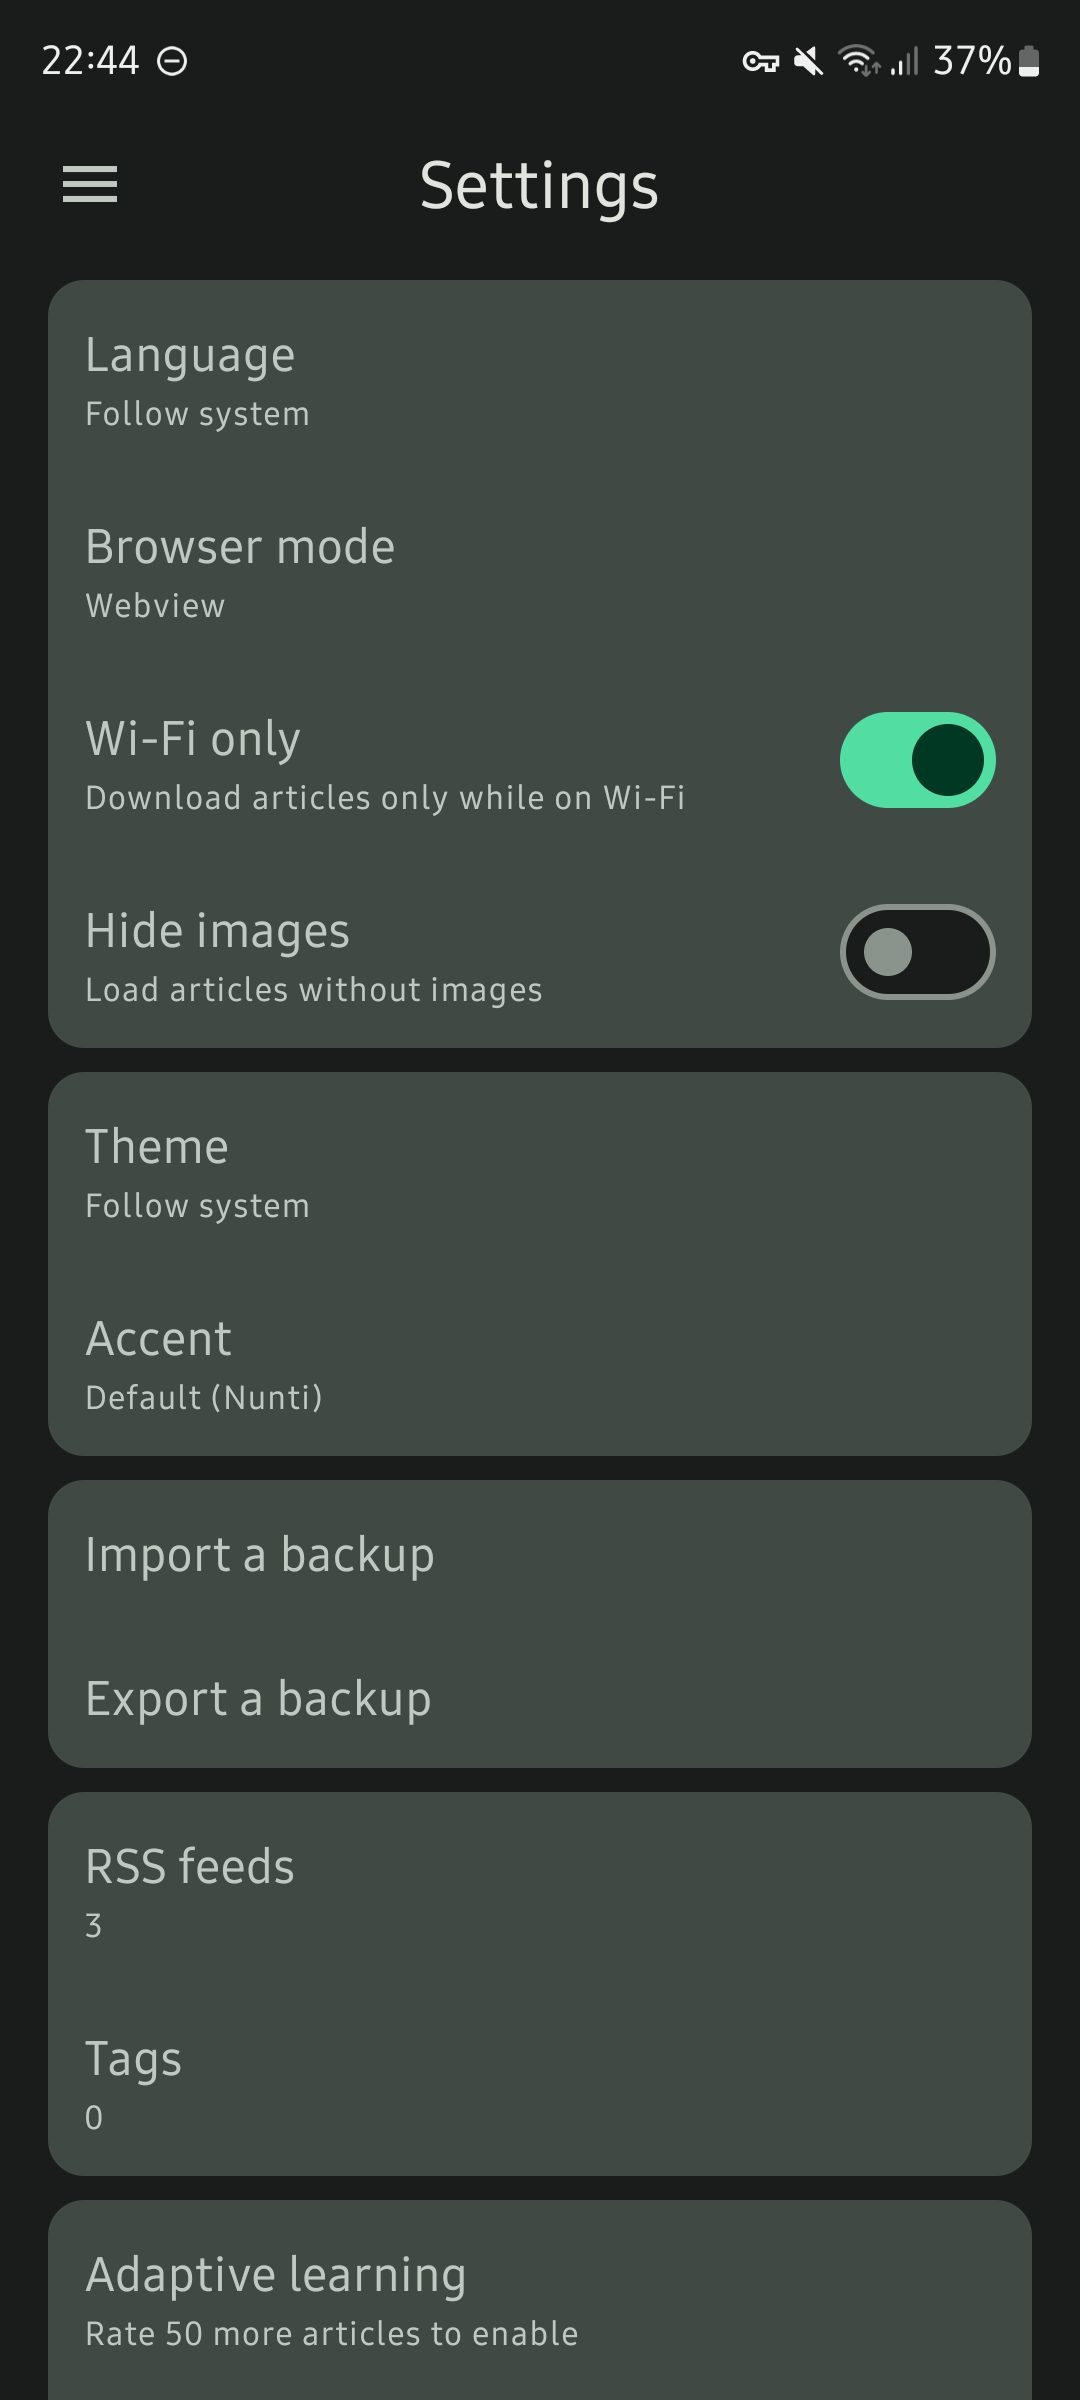 22:44
37%
Settings
Language
Follow system
Browser mode
Webview
Wi-Fi only
Download articles only while on Wi-Fi
Hide images
Load articles without images
Theme
Follow system
Accent
Default (Nunti)
Import a backup
Export a backup
RSS feeds
3
Tags
0
Adaptive learning
Rate 50 more articles to enable